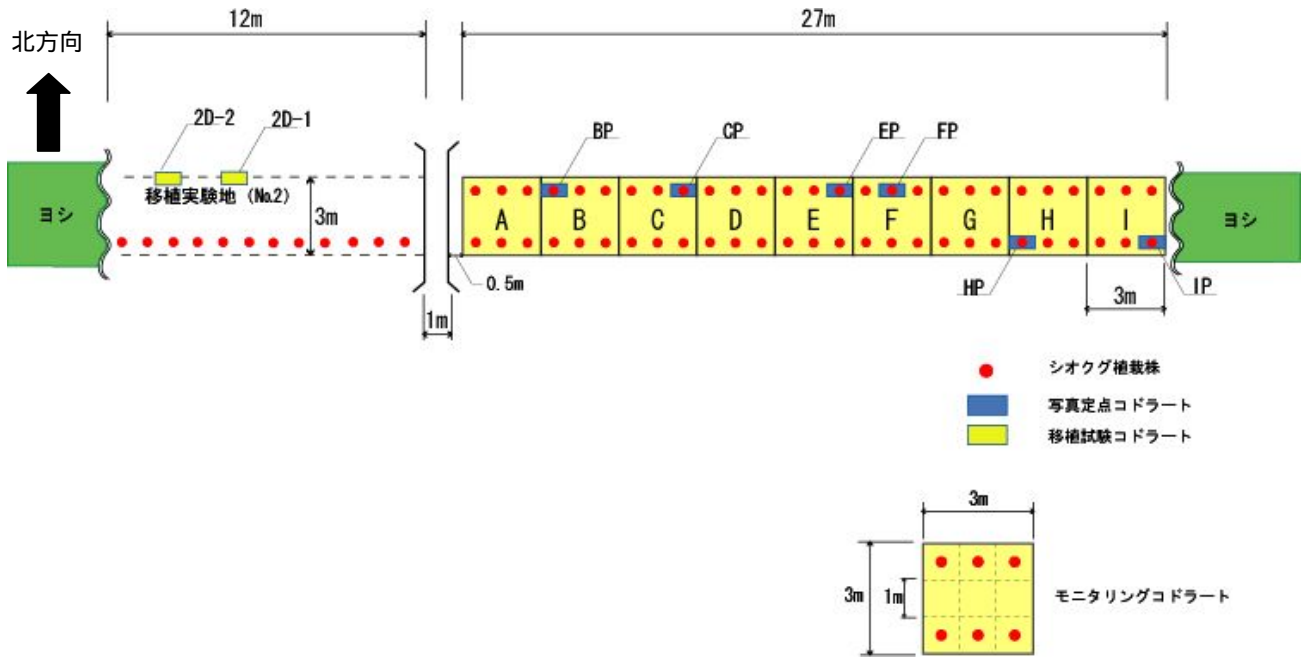 12m
27m
北方向
2D-2
2D-1
BP
CP
EP
FP
移植実験地 (No.2)
3m
ヨシ
A
B
C
D
E
F
G
H
I
ヨシ
0.5m
1m
HP
3m
IP
シオクグ植栽株
写真定点コドラート
移植試験コドラート
3m
3m
1m
モニタリングコドラート